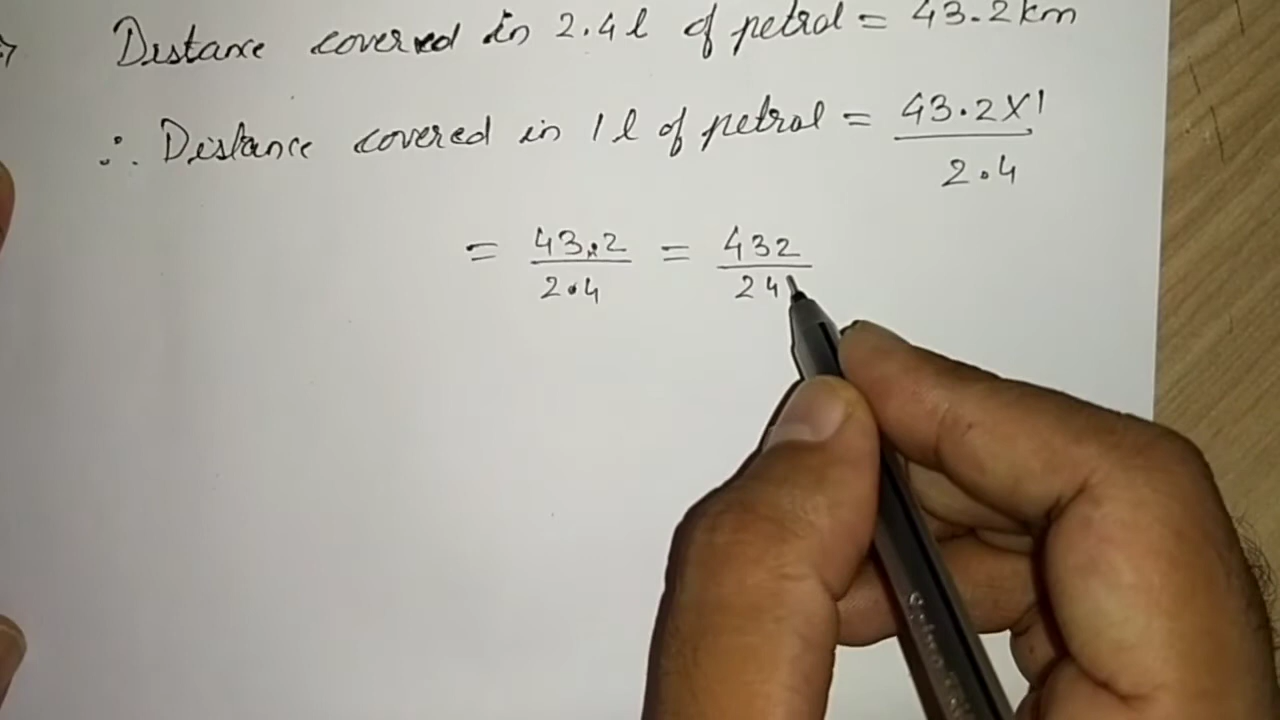 Distance covered in 2.4 l of petrol = 43.2 km
∴ Distance covered in 1 l of petrol = 43.2 X 1 / 2.4
= 43.2 / 2.4 = 432 / 24